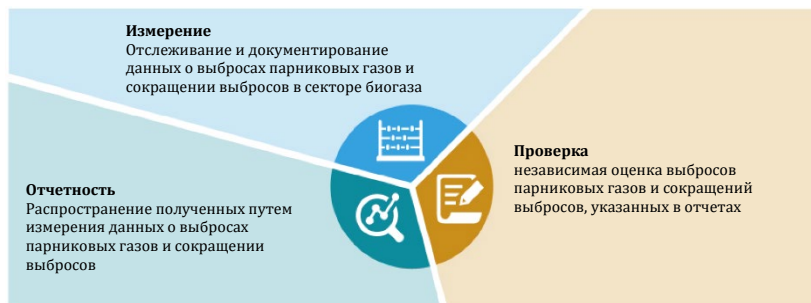 Измерение
Отслеживание и документирование
данных о выбросах парниковых газов и
сокращении выбросов в секторе биогаза
Проверка
независимая оценка выбросов
парниковых газов и сокращений
выбросов, указанных в отчетах
Отчетность
Распространение полученных путем
измерения данных о выбросах
парниковых газов и сокращении
выбросов